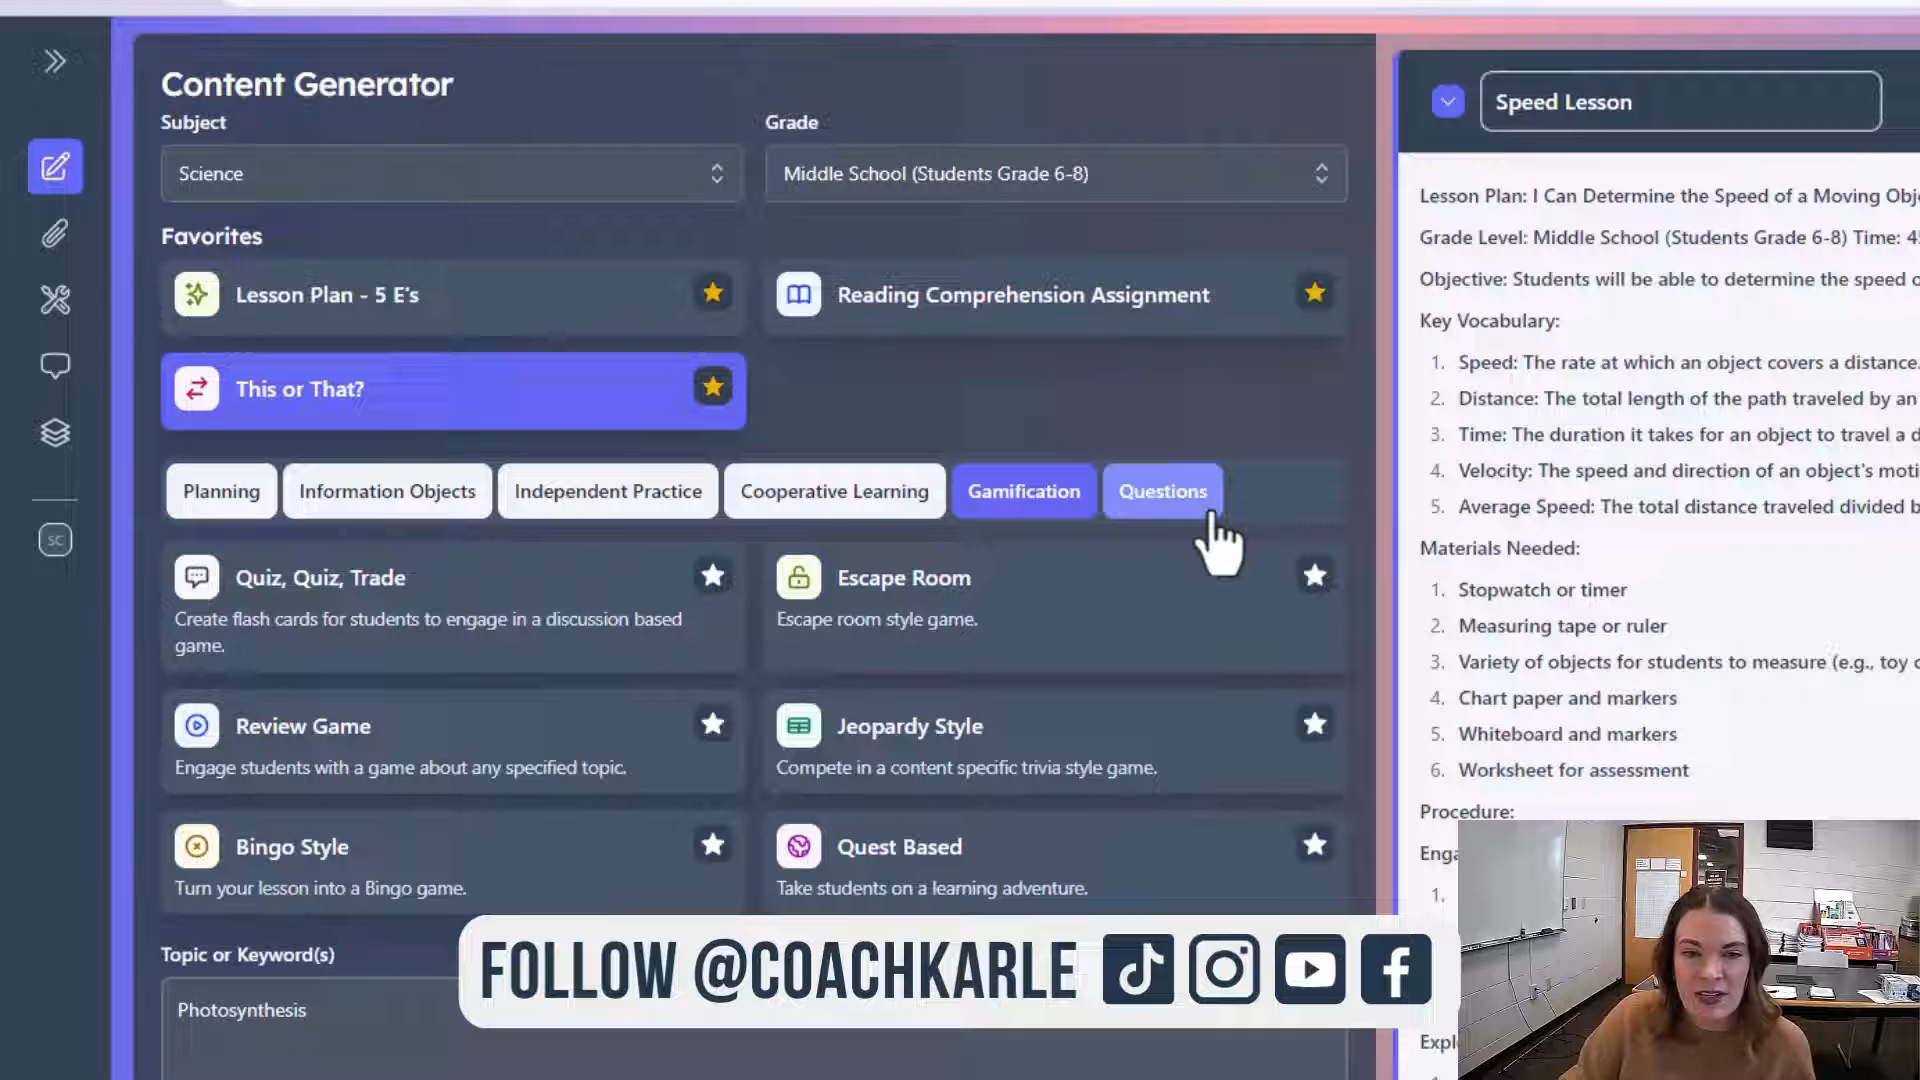 Content Generator
Subject
Grade
Science
Middle School (Students Grade 6-8)
Favorites
Lesson Plan - 5 E's
Reading Comprehension Assignment
This or That?
Planning
Information Objects
Independent Practice
Cooperative Learning
Gamification
Questions
Quiz, Quiz, Trade
Create flash cards for students to engage in a discussion based
game.
Escape Room
Escape room style game.
Review Game
Engage students with a game about any specified topic.
Jeopardy Style
Compete in a content specific trivia style game.
Bingo Style
Turn your lesson into a Bingo game.
Quest Based
Take students on a learning adventure.
Topic or Keyword(s)
Photosynthesis
SC
FOLLOW @COACHKARLE
Speed Lesson
Lesson Plan: I Can Determine the Speed of a Moving Obj
Grade Level: Middle School (Students Grade 6-8) Time: 4
Objective: Students will be able to determine the speed o
Key Vocabulary:
1. Speed: The rate at which an object covers a distance.
2. Distance: The total length of the path traveled by an
3. Time: The duration it takes for an object to travel a d
4. Velocity: The speed and direction of an object's moti
5. Average Speed: The total distance traveled divided b
Materials Needed:
1. Stopwatch or timer
2. Measuring tape or ruler
3. Variety of objects for students to measure (e.g., toy c
4. Chart paper and markers
5. Whiteboard and markers
6. Worksheet for assessment
Procedure:
Enga
1.
Expl